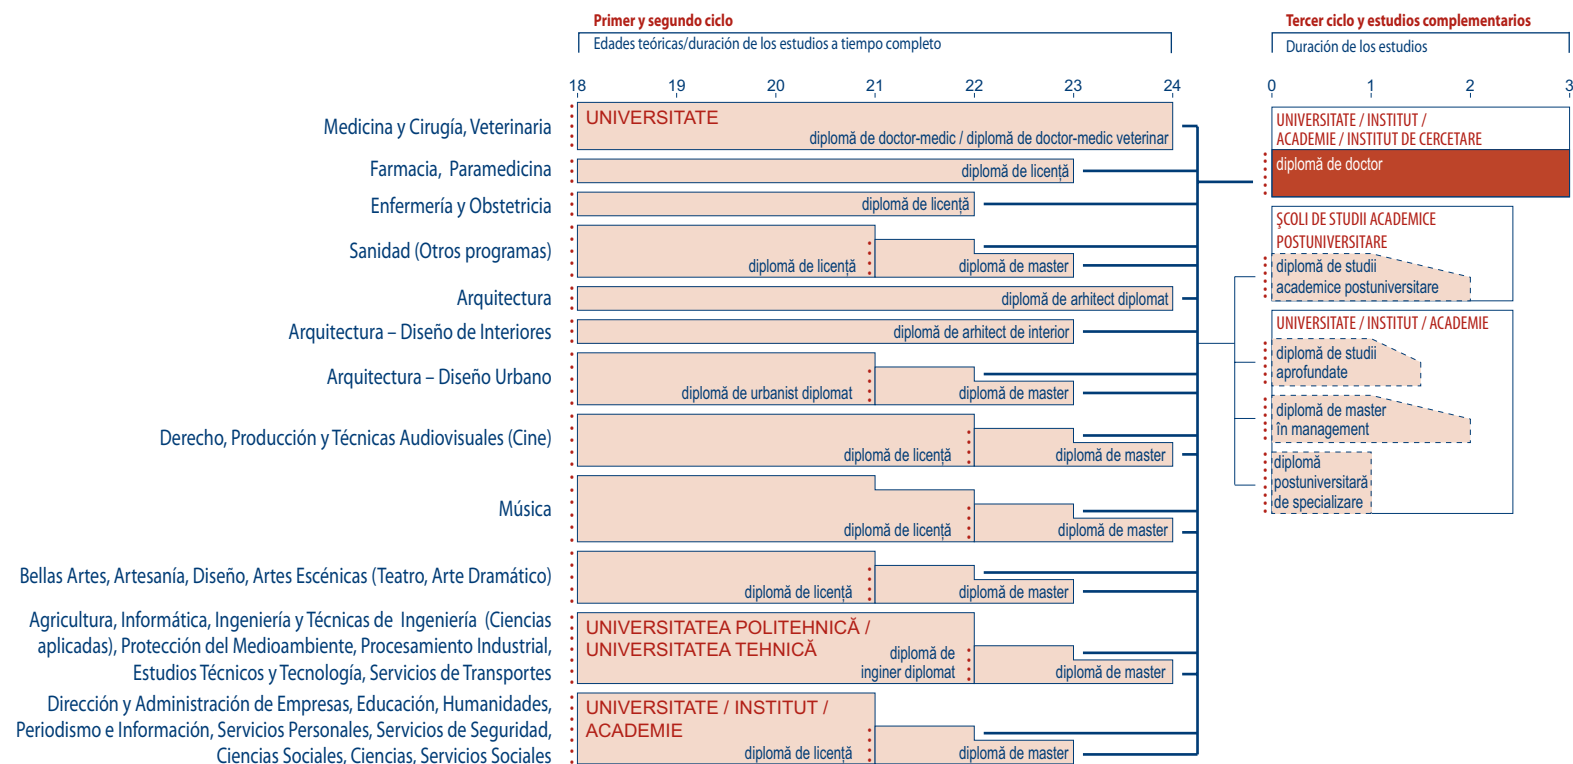 Primer y segundo ciclo
Edades teóricas/duración de los estudios a tiempo completo
18 19 20 21 22 23 24
Tercer ciclo y estudios complementarios
Duración de los estudios
0 1 2 3
Medicina y Cirugía, Veterinaria
UNIVERSITATE
diplomă de doctor-medic / diplomă de doctor-medic veterinar
Farmacia, Paramedicina
diplomă de licență
Enfermería y Obstetricia
diplomă de licență
Sanidad (Otros programas)
diplomă de licență
diplomă de master
Arquitectura
diplomă de arhitect diplomat
Arquitectura – Diseño de Interiores
diplomă de arhitect de interior
Arquitectura – Diseño Urbano
diplomă de urbanist diplomat
diplomă de master
Derecho, Producción y Técnicas Audiovisuales (Cine)
diplomă de licență
diplomă de master
Música
diplomă de licență
diplomă de master
Bellas Artes, Artesanía, Diseño, Artes Escénicas (Teatro, Arte Dramático)
diplomă de licență
diplomă de master
Agricultura, Informática, Ingeniería y Técnicas de Ingeniería (Ciencias
aplicadas), Protección del Medioambiente, Procesamiento Industrial,
Estudios Técnicos y Tecnología, Servicios de Transportes
UNIVERSITATEA POLITEHNICĂ /
UNIVERSITATEA TEHNICĂ
diplomă de
inginer diplomat
diplomă de master
Dirección y Administración de Empresas, Educación, Humanidades,
Periodismo e Información, Servicios Personales, Servicios de Seguridad,
Ciencias Sociales, Ciencias, Servicios Sociales
UNIVERSITATE / INSTITUT /
ACADEMIE
diplomă de licență
diplomă de master
UNIVERSITATE / INSTITUT /
ACADEMIE / INSTITUT DE CERCETARE
diplomă de doctor
ŞCOLI DE STUDII ACADEMICE
POSTUNIVERSITARE
diplomă de studii
academice postuniversitare
UNIVERSITATE / INSTITUT / ACADEMIE
diplomă de studii
aprofundate
diplomă de master
în management
diplomă
postuniversitară
de specializare